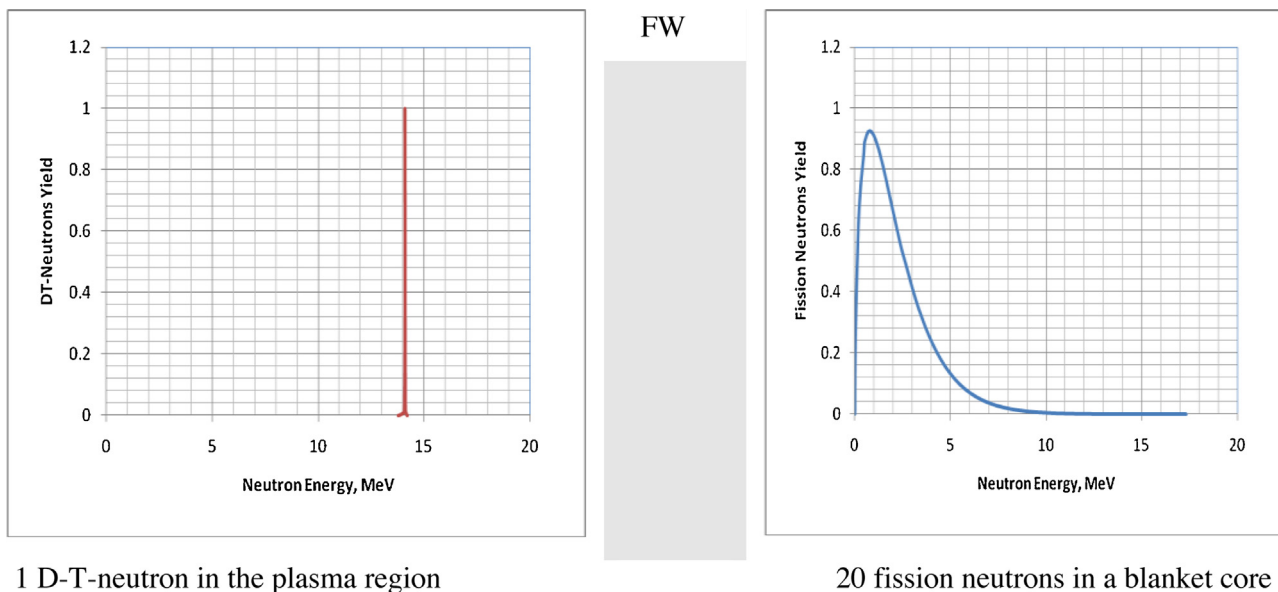 1.2
1
0.8
0.6
0.4
0.2
0
DT-Neutrons Yield
0 5 10 15 20
Neutron Energy, MeV
1 D-T-neutron in the plasma region
FW
1.2
1
0.8
0.6
0.4
0.2
0
Fission Neutrons Yield
0 5 10 15 20
Neutron Energy, MeV
20 fission neutrons in a blanket core